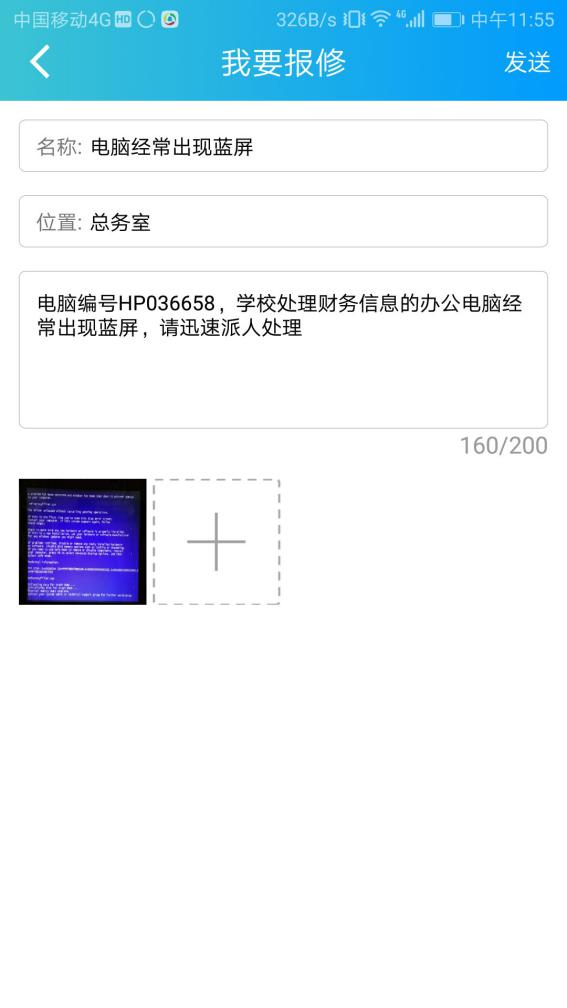 中国移动4G HD 326B/s 4G 中午11:55
我要报修 发送
名称: 电脑经常出现蓝屏
位置: 总务室
电脑编号HP036658，学校处理财务信息的办公电脑经
常出现蓝屏，请迅速派人处理
160/200